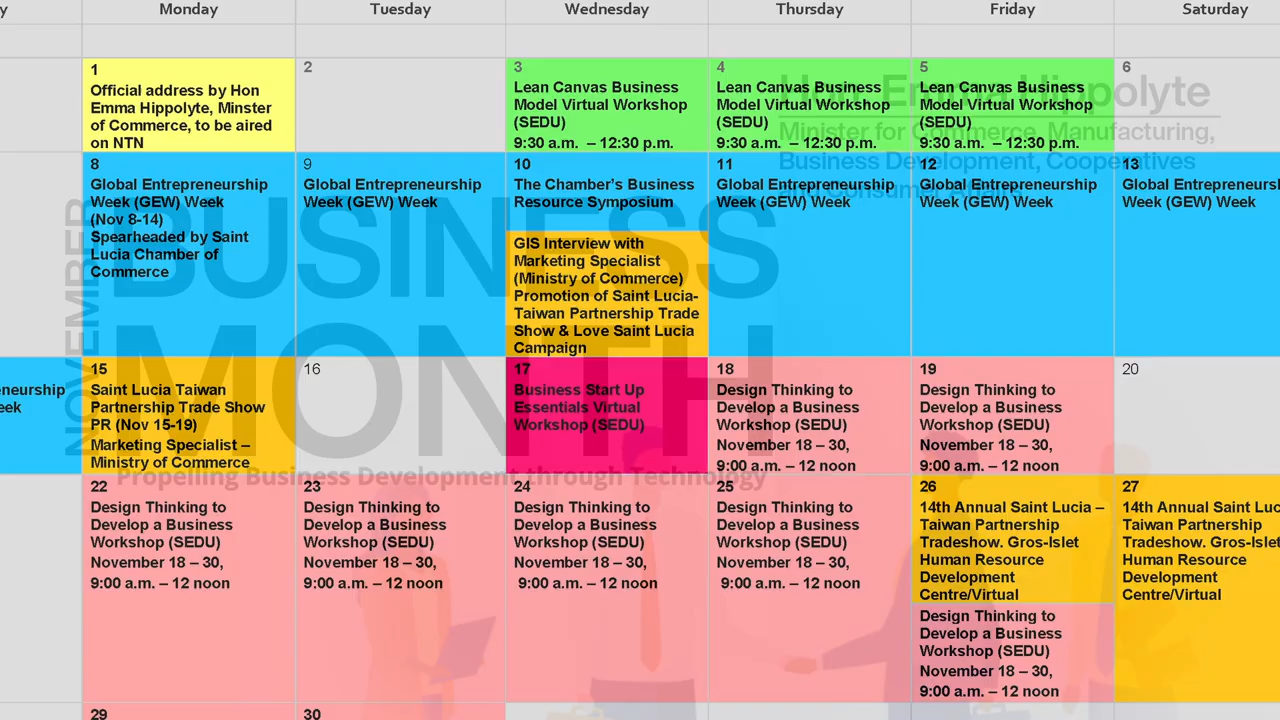 y
Monday
Tuesday
Wednesday
Thursday
Friday
Saturday
1
Official address by Hon
Emma Hippolyte, Minster
of Commerce, to be aired
on NTN
2
3
Lean Canvas Business
Model Virtual Workshop
(SEDU)
9:30 a.m. – 12:30 p.m.
4
Lean Canvas Business
Model Virtual Workshop
(SEDU)
9:30 a.m. – 12:30 p.m.
5
Lean Canvas Business
Model Virtual Workshop
(SEDU)
9:30 a.m. – 12:30 p.m.
6
Hon. Emma Hippolyte
Minister for Commerce, Manufacturing,
Business Development, Cooperatives
and Consumer Affairs
8
Global Entrepreneurship
Week (GEW) Week
(Nov 8-14)
Spearheaded by Saint
Lucia Chamber of
Commerce
9
Global Entrepreneurship
Week (GEW) Week
10
The Chamber's Business
Resource Symposium
GIS Interview with
Marketing Specialist
(Ministry of Commerce)
Promotion of Saint Lucia-
Taiwan Partnership Trade
Show & Love Saint Lucia
Campaign
11
Global Entrepreneurship
Week (GEW) Week
12
Global Entrepreneurship
Week (GEW) Week
13
Global Entrepreneurs
Week (GEW) Week
NOVEMBER
BUSINESS
MONTH
Propelling Business Development through Technology
eneurship
eek
15
Saint Lucia Taiwan
Partnership Trade Show
PR (Nov 15-19)
Marketing Specialist –
Ministry of Commerce
16
17
Business Start Up
Essentials Virtual
Workshop (SEDU)
18
Design Thinking to
Develop a Business
Workshop (SEDU)
November 18 – 30,
9:00 a.m. – 12 noon
19
Design Thinking to
Develop a Business
Workshop (SEDU)
November 18 – 30,
9:00 a.m. – 12 noon
20
22
Design Thinking to
Develop a Business
Workshop (SEDU)
November 18 – 30,
9:00 a.m. – 12 noon
23
Design Thinking to
Develop a Business
Workshop (SEDU)
November 18 – 30,
9:00 a.m. – 12 noon
24
Design Thinking to
Develop a Business
Workshop (SEDU)
November 18 – 30,
9:00 a.m. – 12 noon
25
Design Thinking to
Develop a Business
Workshop (SEDU)
November 18 – 30,
9:00 a.m. – 12 noon
26
14th Annual Saint Lucia –
Taiwan Partnership
Tradeshow. Gros-Islet
Human Resource
Development
Centre/Virtual
Design Thinking to
Develop a Business
Workshop (SEDU)
November 18 – 30,
9:00 a.m. – 12 noon
27
14th Annual Saint Luc
Taiwan Partnership
Tradeshow. Gros-Islet
Human Resource
Development
Centre/Virtual
29
30